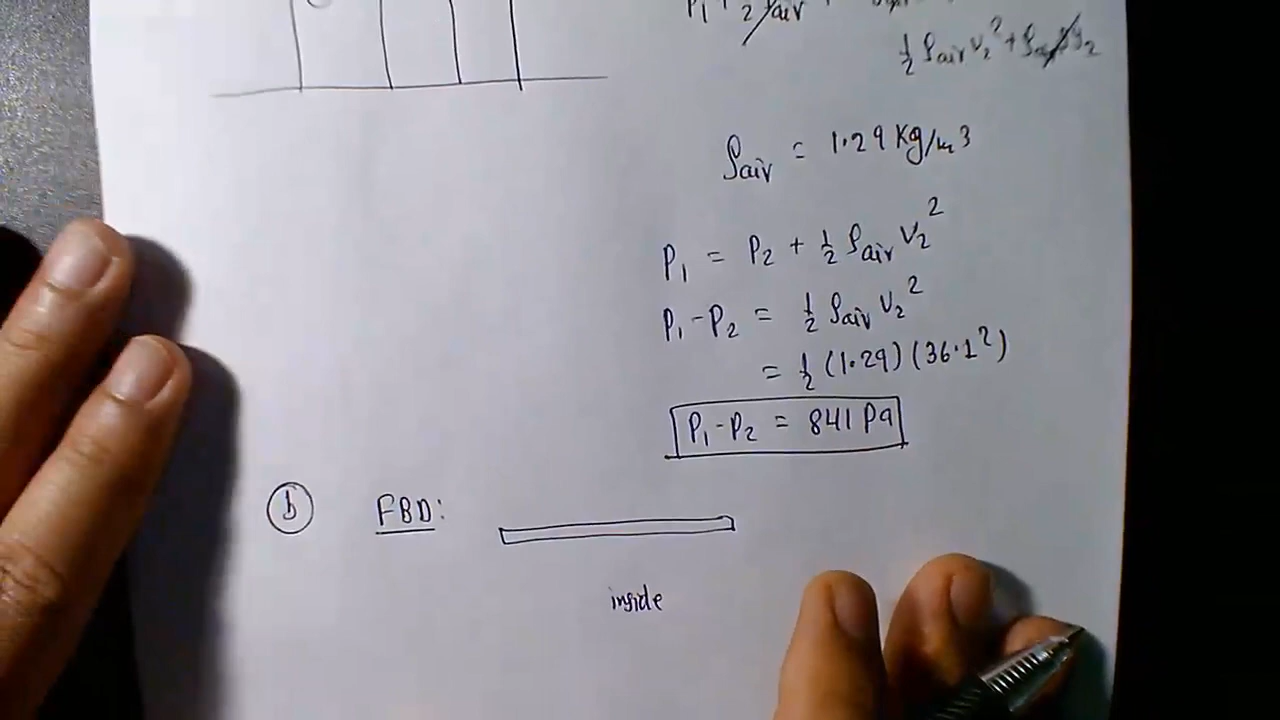 ½ ρair v₂² + ρairgy₂
ρair = 1.29 Kg/m3
P₁ = P₂ + ½ ρair V₂²
P₁-P₂ = ½ ρair V₂²
= ½ (1.29) (36.1²)
P₁-P₂ = 841 Pa
b FBD:
inside